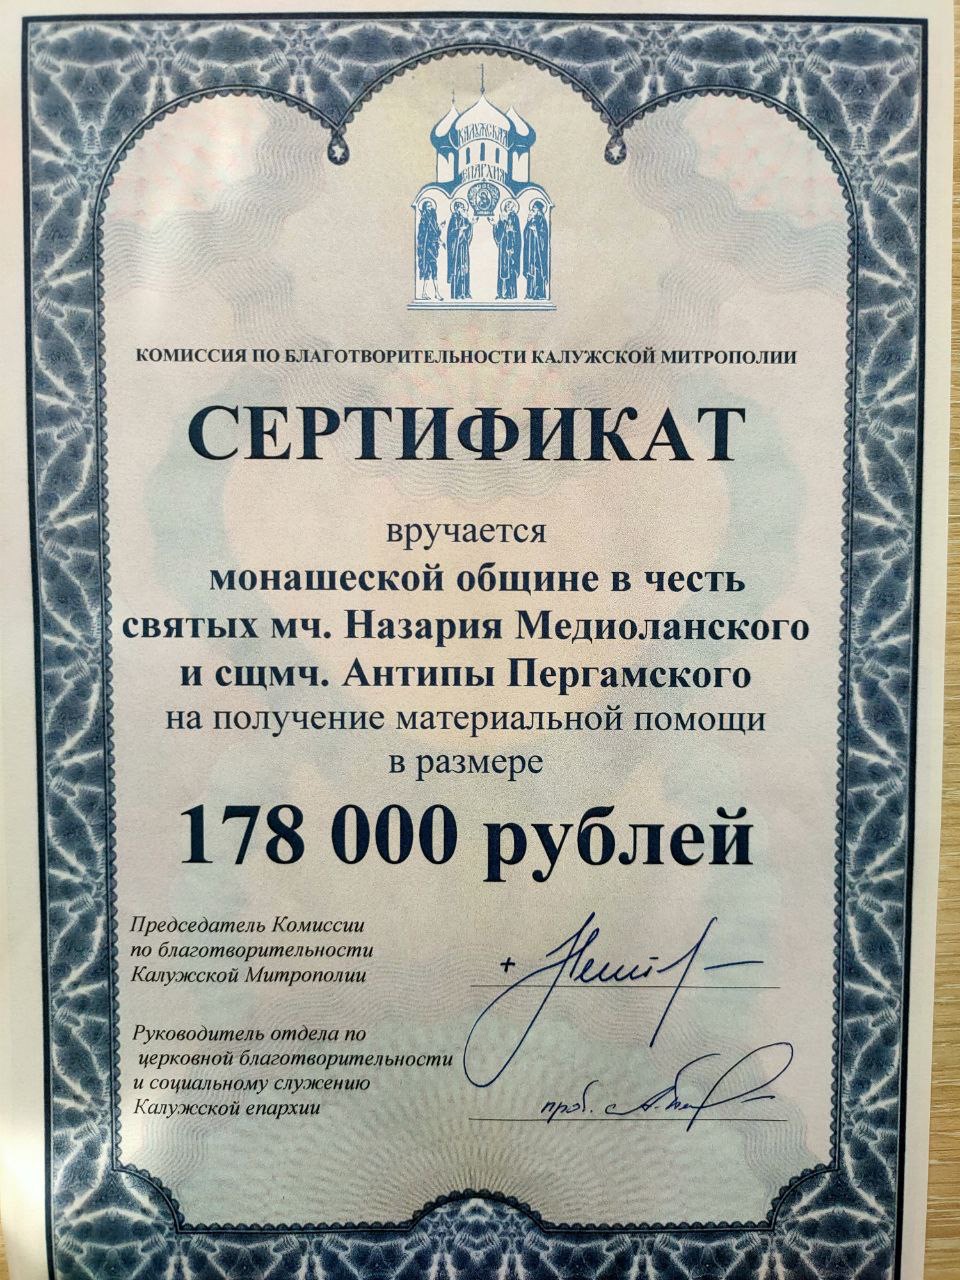 КАЛУЖСКАЯ
ЕПАРХИЯ
КОМИССИЯ ПО БЛАГОТВОРИТЕЛЬНОСТИ КАЛУЖСКОЙ МИТРОПОЛИИ
СЕРТИФИКАТ
вручается
монашеской общине в честь
святых мч. Назария Медиоланского
и сщмч. Антипы Пергамского
на получение материальной помощи
в размере
178 000 рублей
Председатель Комиссии
по благотворительности
Калужской Митрополии
Руководитель отдела по
церковной благотворительности
и социальному служению
Калужской епархии
прот.